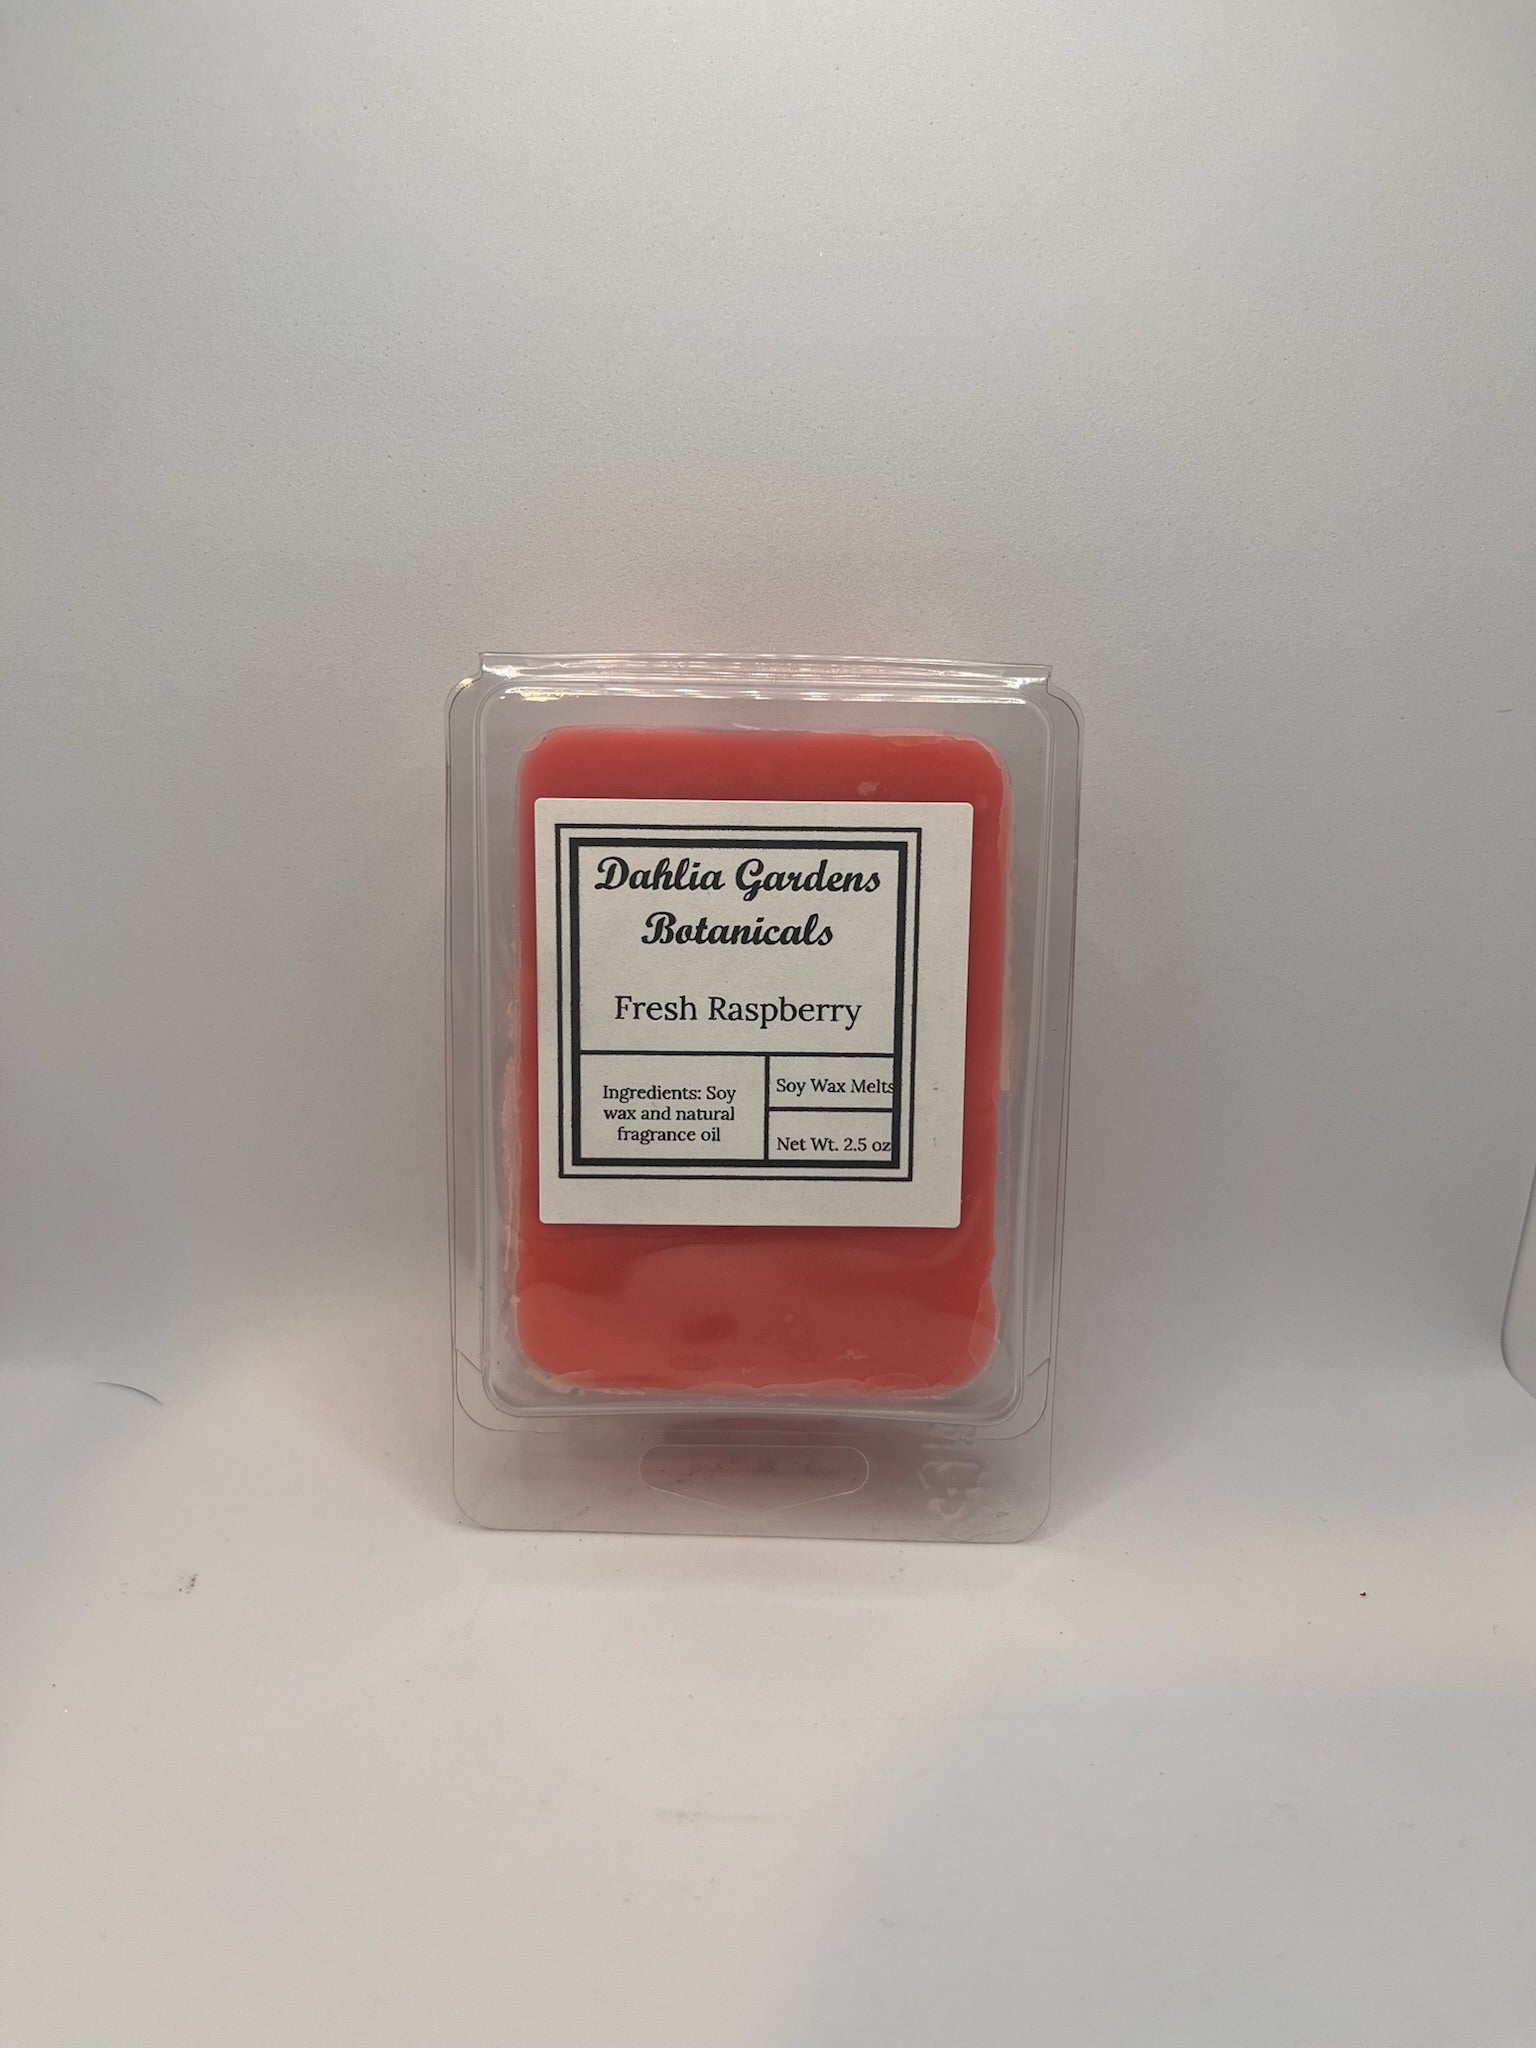 Dahlia Gardens
Botanicals
Fresh Raspberry
Ingredients: Soy
wax and natural
fragrance oil
Soy Wax Melts
Net Wt. 2.5 oz